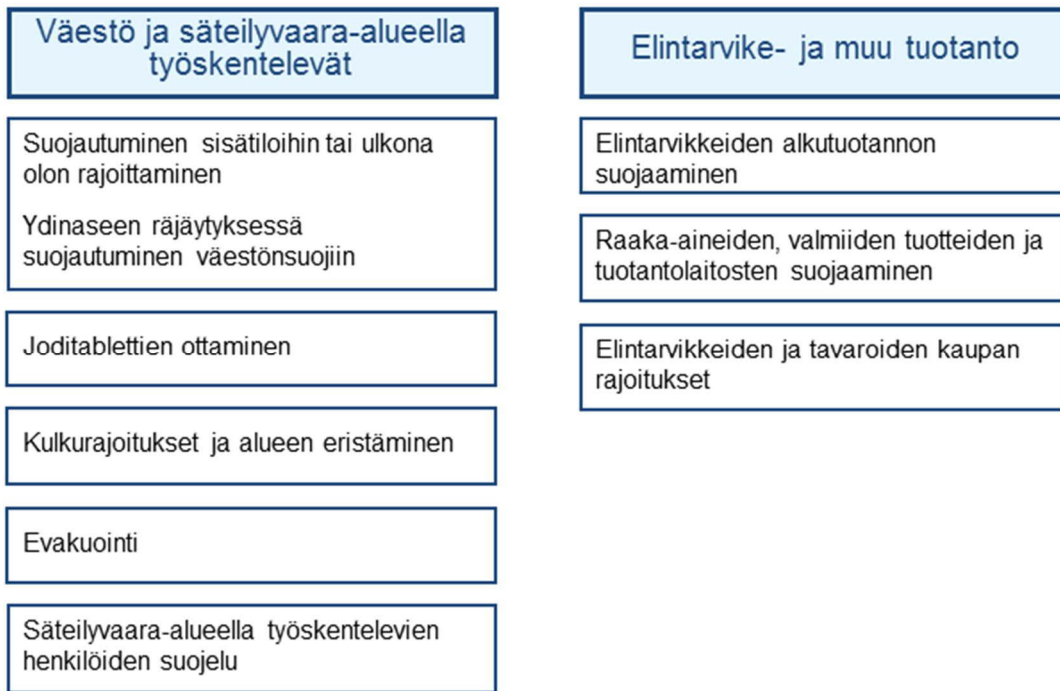 Väestö ja säteilyvaara-alueella
työskentelevät
Suojautuminen sisätiloihin tai ulkona
olon rajoittaminen
Ydinaseen räjäytyksessä
suojautuminen väestönsuojiin
Joditablettien ottaminen
Kulkurajoitukset ja alueen eristäminen
Evakuointi
Säteilyvaara-alueella työskentelevien
henkilöiden suojelu
Elintarvike- ja muu tuotanto
Elintarvikkeiden alkutuotannon
suojaaminen
Raaka-aineiden, valmiiden tuotteiden ja
tuotantolaitosten suojaaminen
Elintarvikkeiden ja tavaroiden kaupan
rajoitukset